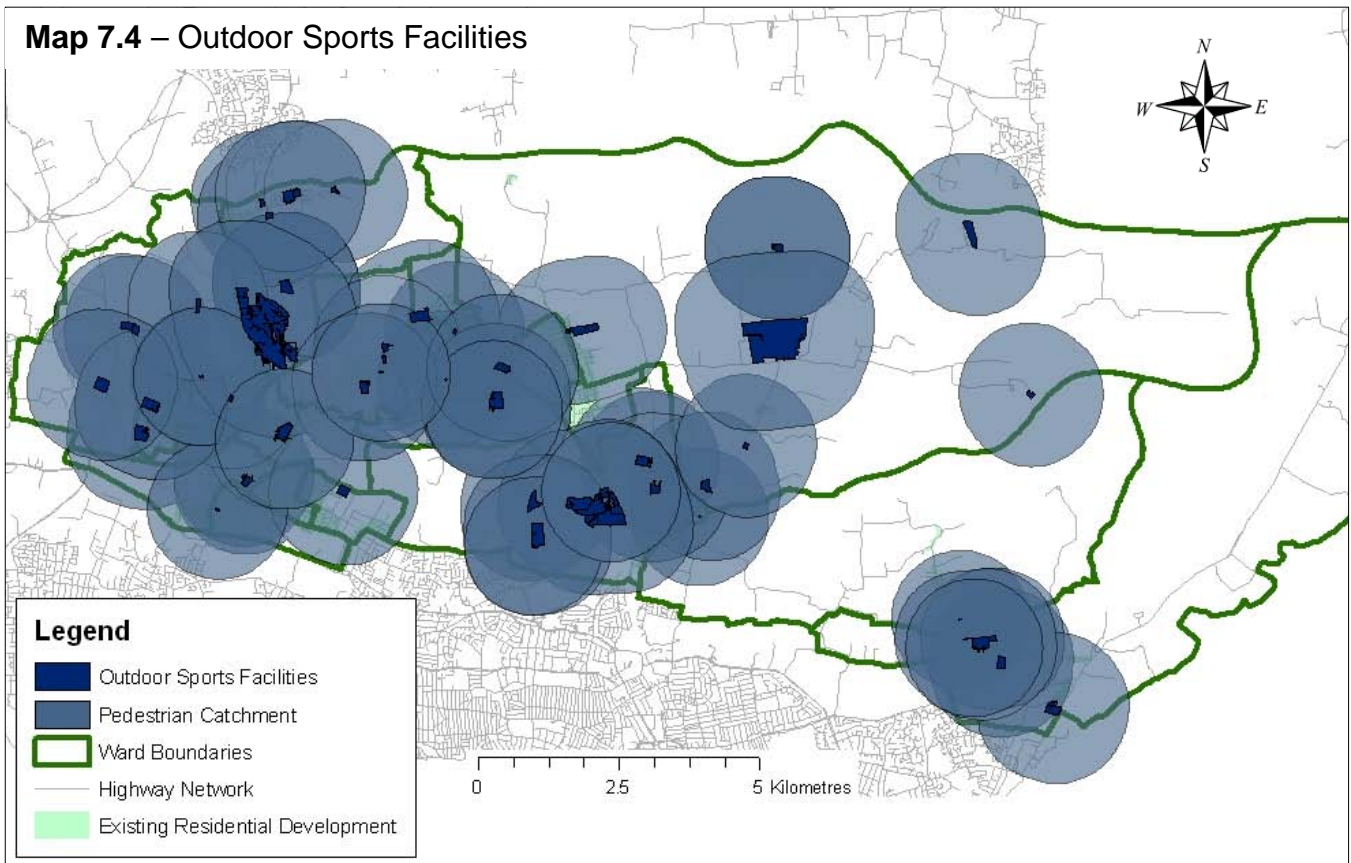 Map 7.4 – Outdoor Sports Facilities
N
W E
S
Legend
Outdoor Sports Facilities
Pedestrian Catchment
Ward Boundaries
Highway Network
Existing Residential Development
0 2.5 5 Kilometres